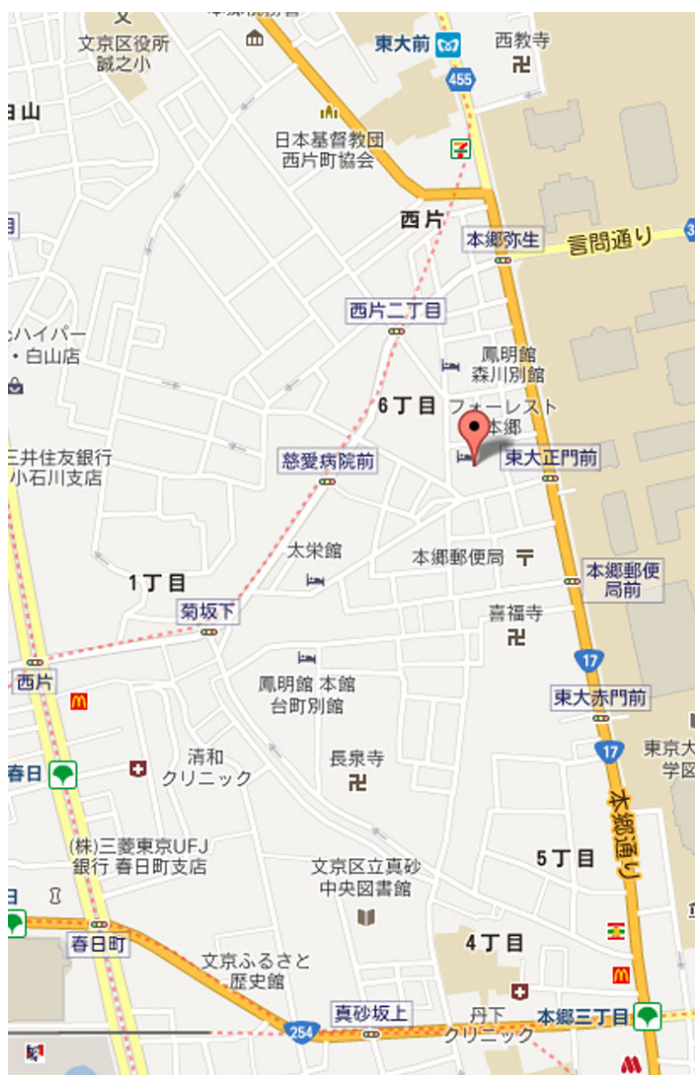 文京区役所
誠之小
東大前
西教寺
455
白山
日本基督教団
西片町協会
西片
本郷弥生
言問通り
西片二丁目
ハイパー
・白山店
鳳明館
森川別館
6丁目
フォーレスト
本郷
三井住友銀行
小石川支店
慈愛病院前
東大正門前
太栄館
本郷郵便局
1丁目
本郷郵便
局前
菊坂下
喜福寺
西片
鳳明館 本館
台町別館
17
東大赤門前
春日
清和
クリニック
長泉寺
17
東京大
学図
本郷通り
(株)三菱東京UFJ
銀行 春日町支店
5丁目
文京区立真砂
中央図書館
春日町
4丁目
文京ふるさと
歴史館
真砂坂上
丹下
クリニック
本郷三丁目
254